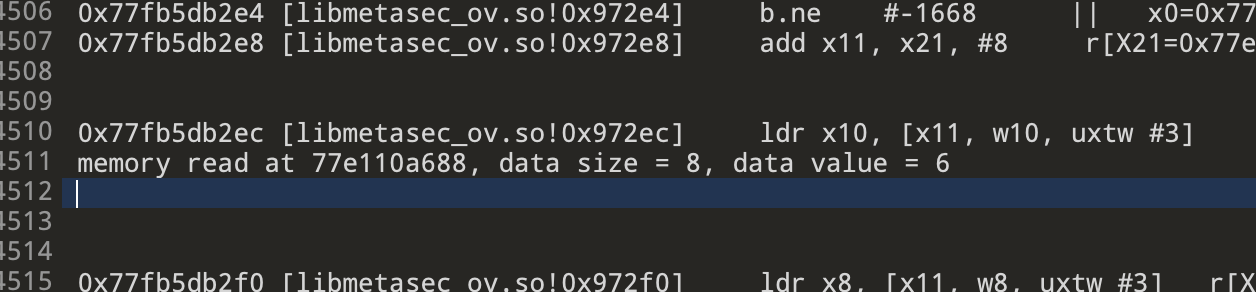 4506 0x77fb5db2e4 [libmetasec_ov.so!0x972e4] b.ne #-1668 || x0=0x77
4507 0x77fb5db2e8 [libmetasec_ov.so!0x972e8] add x11, x21, #8 r[X21=0x77e
4508
4509
4510 0x77fb5db2ec [libmetasec_ov.so!0x972ec] ldr x10, [x11, w10, uxtw #3]
4511 memory read at 77e110a688, data size = 8, data value = 6
4512
4513
4514
4515 0x77fb5db2f0 [libmetasec_ov.so!0x972f0] ldr x8, [x11, w8, uxtw #3] r[X